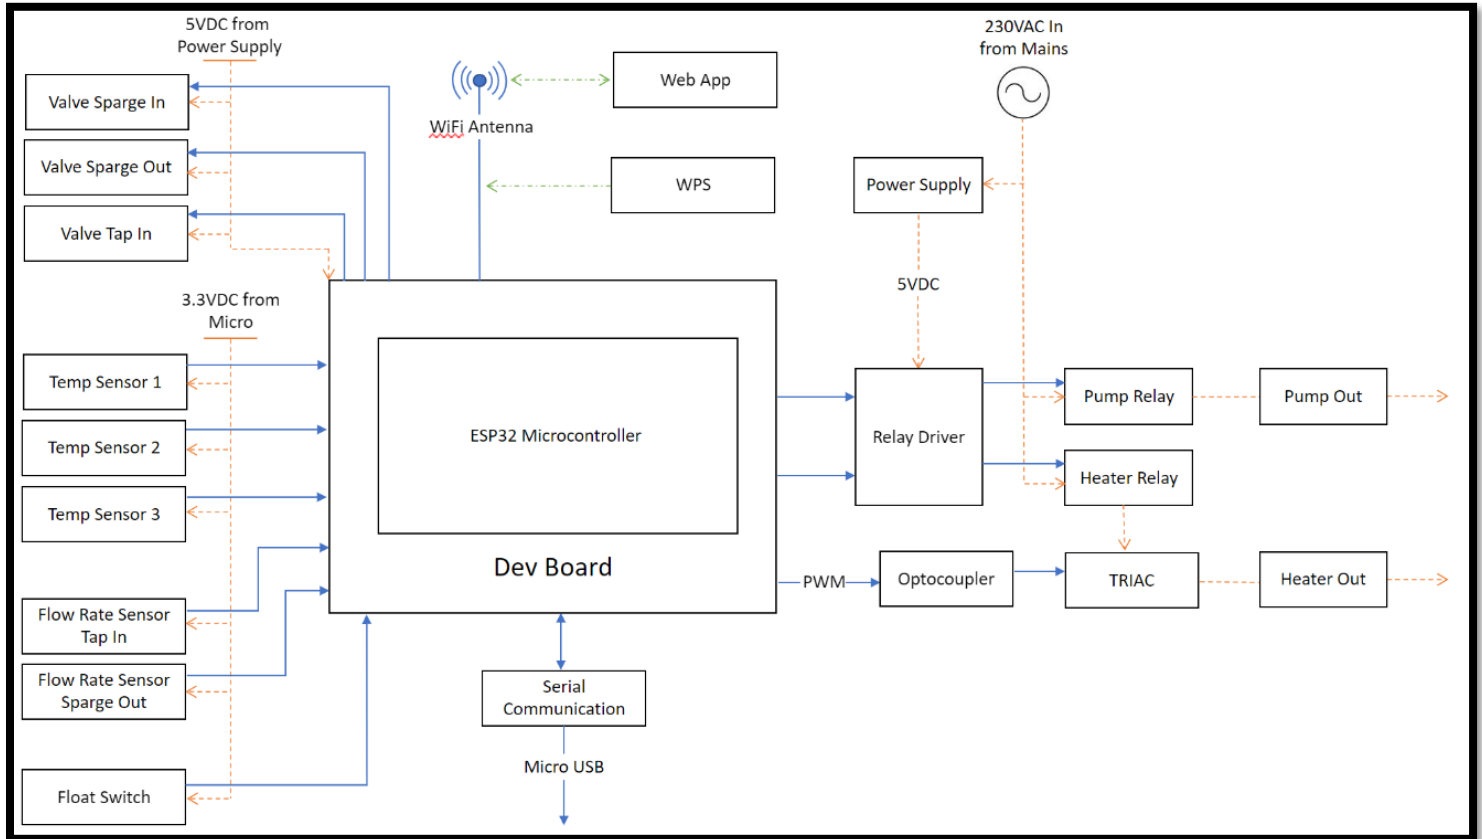 5VDC from
Power Supply
230VAC In
from Mains
Valve Sparge In
Web App
WiFi Antenna
Valve Sparge Out
WPS
Power Supply
Valve Tap In
5VDC
3.3VDC from
Micro
Temp Sensor 1
Pump Relay
Pump Out
ESP32 Microcontroller
Relay Driver
Temp Sensor 2
Heater Relay
Temp Sensor 3
Dev Board
PWM
Optocoupler
TRIAC
Heater Out
Flow Rate Sensor
Tap In
Flow Rate Sensor
Sparge Out
Serial
Communication
Micro USB
Float Switch